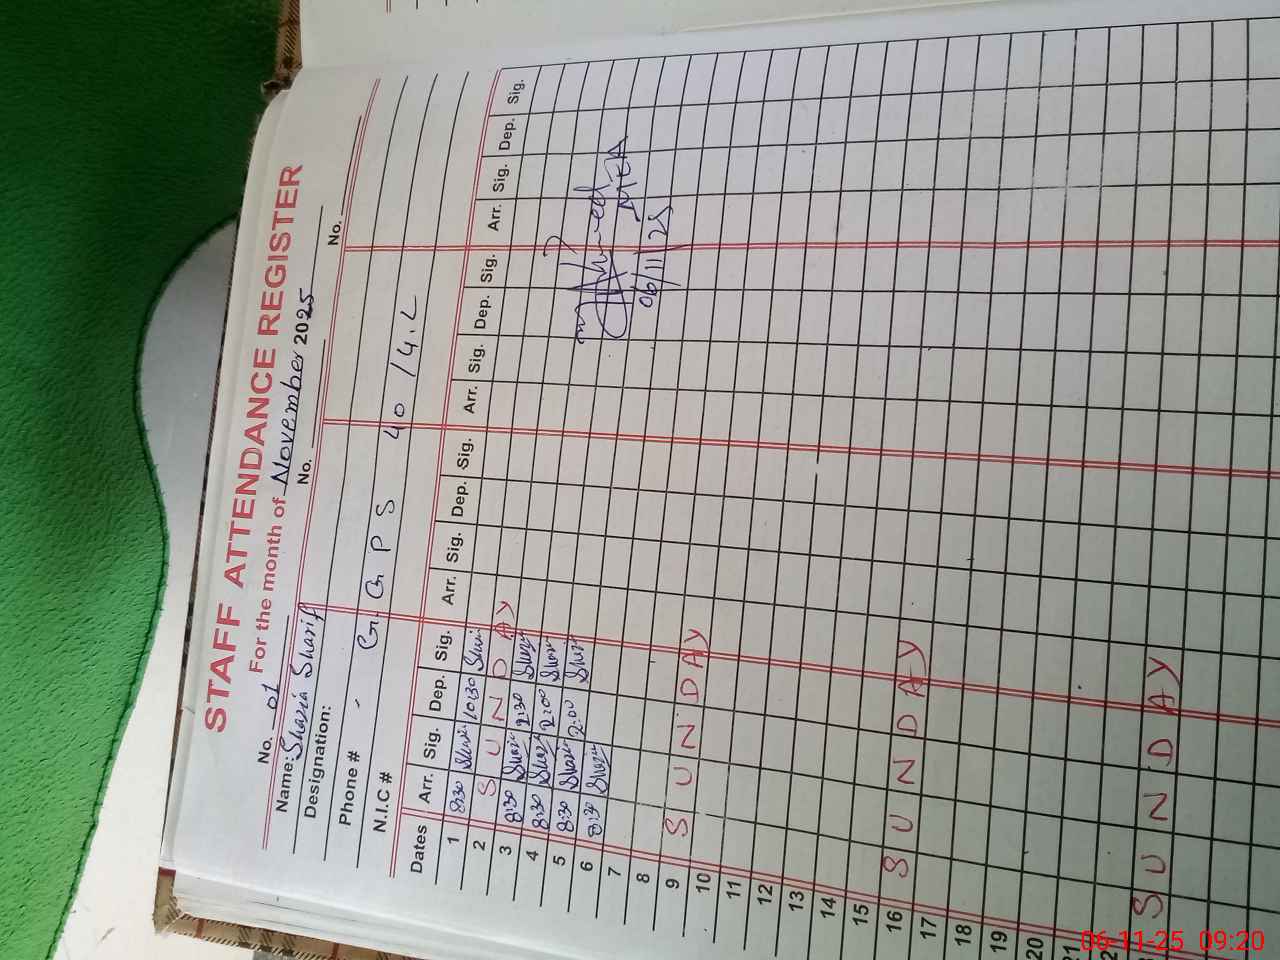 STAFF ATTENDANCE REGISTER
For the month of November 2025
No. 01 No. No.
Name: Shazia Sharif
Designation:
Phone #
N.I.C #
G. G P S 40/4.L
Dates Arr. Sig. Dep. Sig. Arr. Sig. Dep. Sig. Arr. Sig. Dep. Sig. Arr. Sig. Dep. Sig.
1 8:30 10:30
2 SUNDAY
3 8:30 2:30
4 8:30 2:00
5 8:30 2:00
6 8:30
MEA
06/11/25
7
8
9 SUNDAY
10
11
12
13
14
15
16 SUNDAY
17
18
19
20
21
SUNDAY
06-11-25 09:20